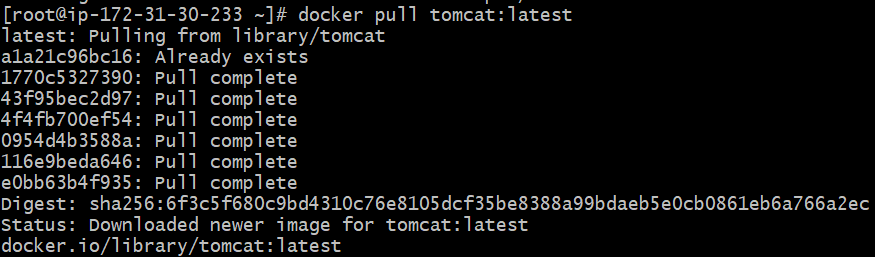 [root@ip-172-31-30-233 ~]# docker pull tomcat:latest
latest: Pulling from library/tomcat
a1a21c96bc16: Already exists
1770c5327390: Pull complete
43f95bec2d97: Pull complete
4f4fb700ef54: Pull complete
0954d4b3588a: Pull complete
116e9beda646: Pull complete
e0bb63b4f935: Pull complete
Digest: sha256:6f3c5f680c9bd4310c76e8105dcf35be8388a99bdaeb5e0cb0861eb6a766a2ec
Status: Downloaded newer image for tomcat:latest
docker.io/library/tomcat:latest